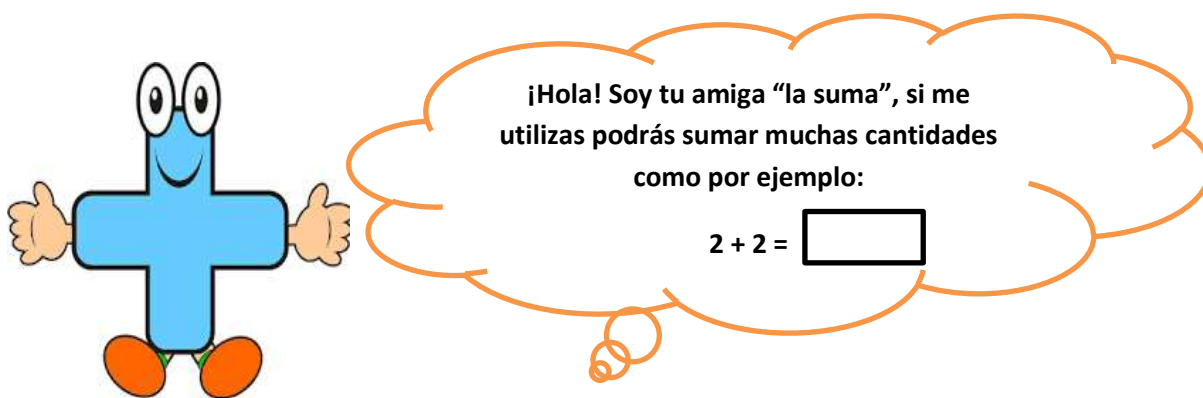 ¡Hola! Soy tu amiga “la suma”, si me
utilizas podrás sumar muchas cantidades
como por ejemplo:
2 + 2 =